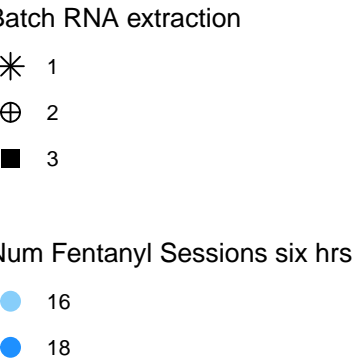 Batch RNA extraction
1
2
3
Num Fentanyl Sessions six hrs
16
18